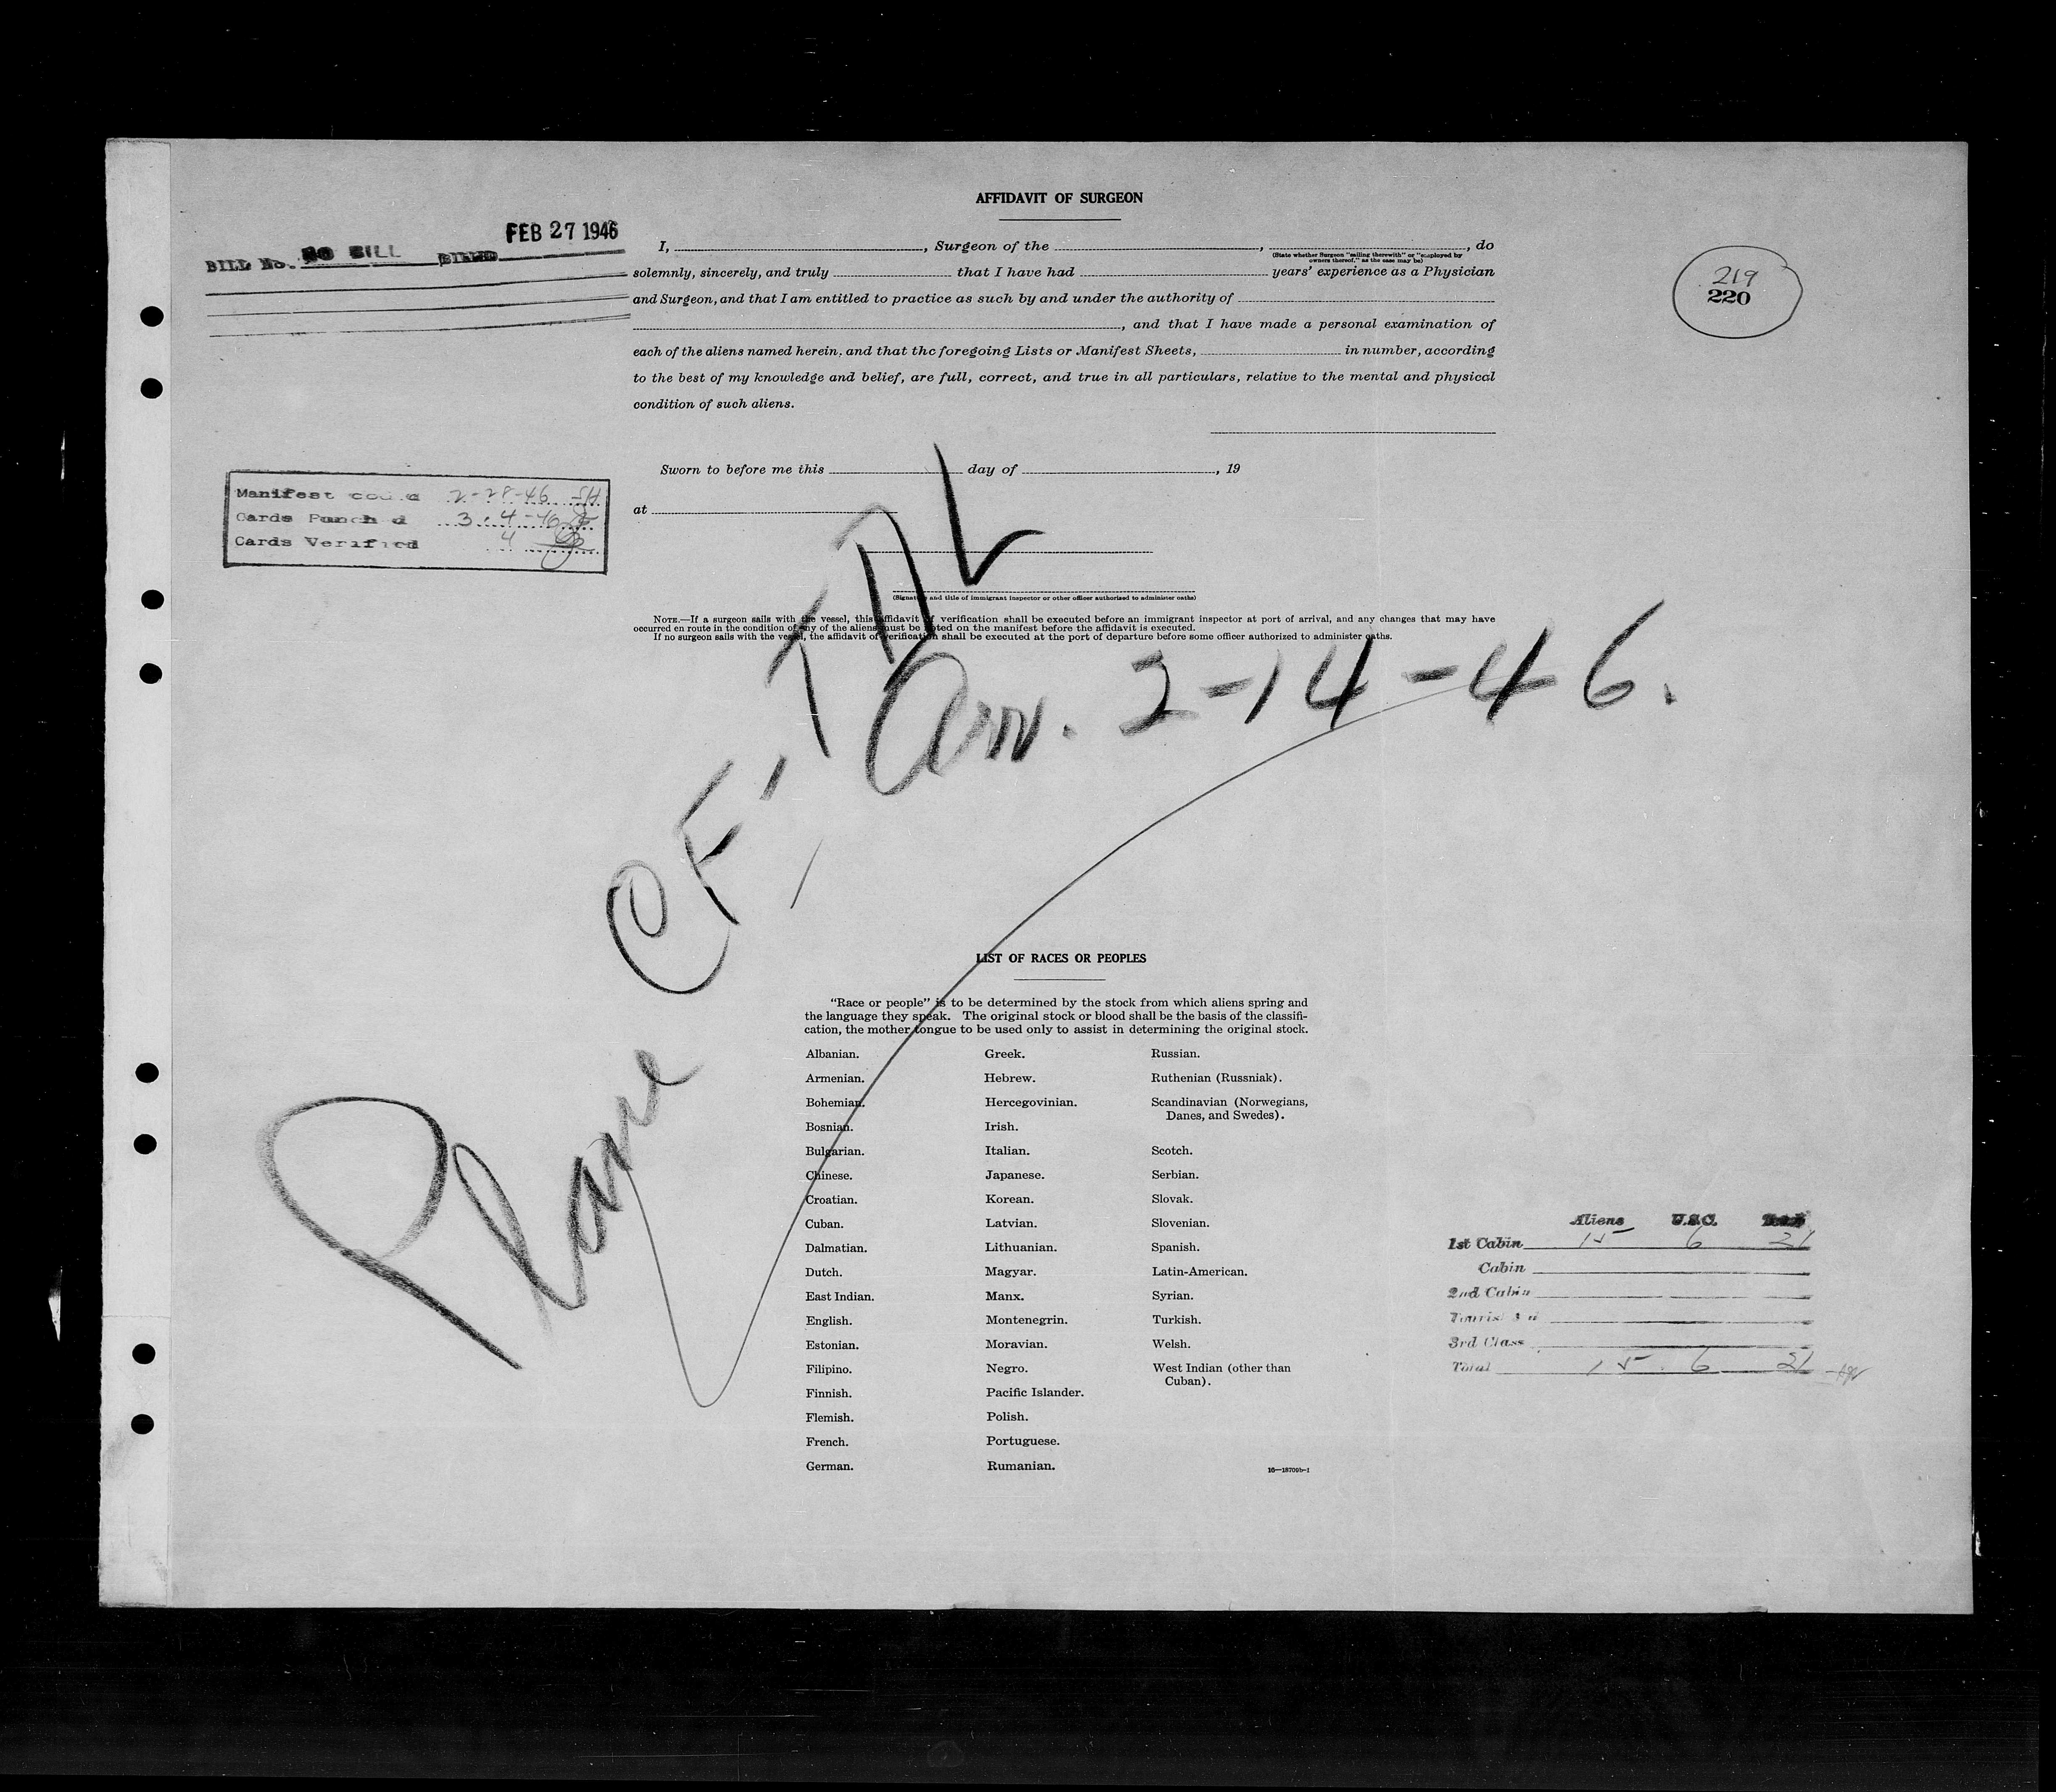 AFFIDAVIT OF SURGEON
FEB 27 1946
BILL No. NO BILL BILLED
I, , Surgeon of the , , do
(State whether Surgeon "sailing therewith" or "employed by
owners thereof," as the case may be)
solemnly, sincerely, and truly that I have had years' experience as a Physician
and Surgeon, and that I am entitled to practice as such by and under the authority of
, and that I have made a personal examination of
each of the aliens named herein, and that the foregoing Lists or Manifest Sheets, in number, according
to the best of my knowledge and belief, are full, correct, and true in all particulars, relative to the mental and physical
condition of such aliens.
219
220
Sworn to before me this day of , 19
at
Manifest coded 2-28-46 SH
Cards Punched 3-4-46
Cards Verified 4
(Signature and title of immigrant inspector or other officer authorized to administer oaths)
NOTE.—If a surgeon sails with the vessel, this affidavit of verification shall be executed before an immigrant inspector at port of arrival, and any changes that may have
occurred en route in the condition of any of the aliens must be noted on the manifest before the affidavit is executed.
If no surgeon sails with the vessel, the affidavit of verification shall be executed at the port of departure before some officer authorized to administer oaths.
Plane CF-TDL
Arr. 2-14-46.
LIST OF RACES OR PEOPLES
"Race or people" is to be determined by the stock from which aliens spring and
the language they speak. The original stock or blood shall be the basis of the classifi-
cation, the mother tongue to be used only to assist in determining the original stock.
Albanian.
Armenian.
Bohemian.
Bosnian.
Bulgarian.
Chinese.
Croatian.
Cuban.
Dalmatian.
Dutch.
East Indian.
English.
Estonian.
Filipino.
Finnish.
Flemish.
French.
German.
Greek.
Hebrew.
Hercegovinian.
Irish.
Italian.
Japanese.
Korean.
Latvian.
Lithuanian.
Magyar.
Manx.
Montenegrin.
Moravian.
Negro.
Pacific Islander.
Polish.
Portuguese.
Rumanian.
Russian.
Ruthenian (Russniak).
Scandinavian (Norwegians,
Danes, and Swedes).
Scotch.
Serbian.
Slovak.
Slovenian.
Spanish.
Latin-American.
Syrian.
Turkish.
Welsh.
West Indian (other than
Cuban).
16—18709b-1
Aliens U.S.C. Total
1st Cabin 15 6 21
Cabin
2nd Cabin
Tourist 3rd
3rd Class
Total 15 6 21